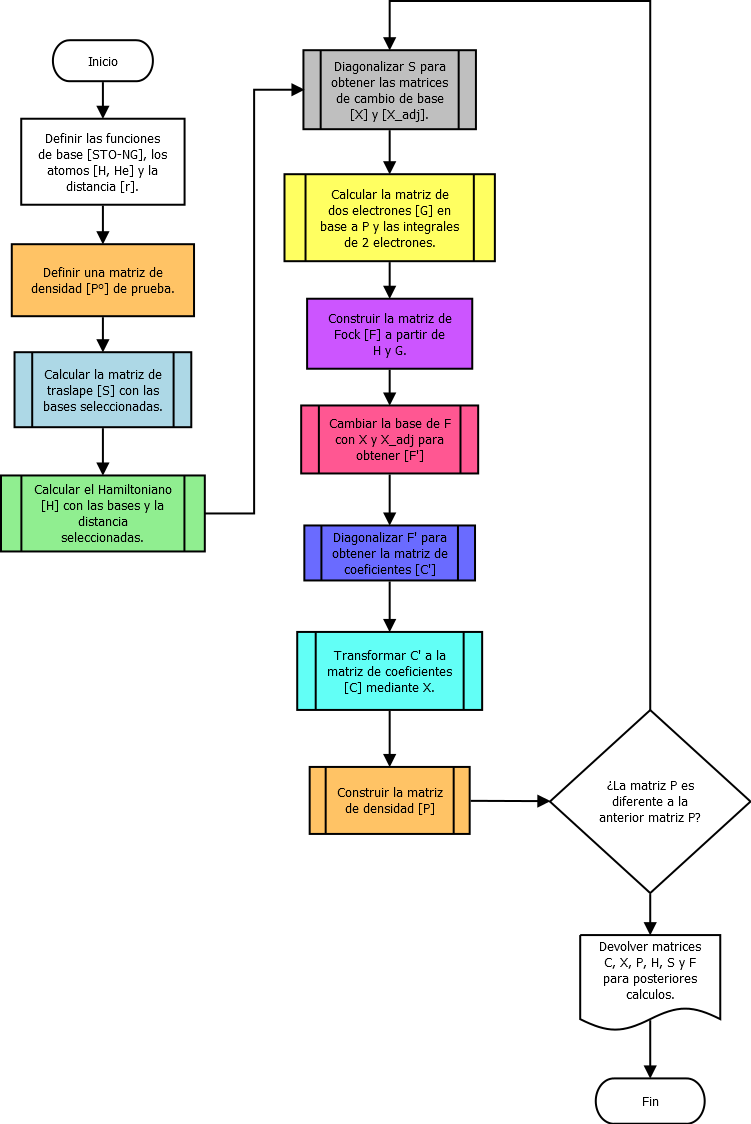 Inicio
Definir las funciones
de base [STO-NG], los
atomos [H, He] y la
distancia [r].
Definir una matriz de
densidad [Pº] de prueba.
Calcular la matriz de
traslape [S] con las
bases seleccionadas.
Calcular el Hamiltoniano
[H] con las bases y la
distancia
seleccionadas.
Diagonalizar S para
obtener las matrices
de cambio de base
[X] y [X_adj].
Calcular la matriz de
dos electrones [G] en
base a P y las integrales
de 2 electrones.
Construir la matriz de
Fock [F] a partir de
H y G.
Cambiar la base de F
con X y X_adj para
obtener [F']
Diagonalizar F' para
obtener la matriz de
coeficientes [C']
Transformar C' a la
matriz de coeficientes
[C] mediante X.
Construir la matriz
de densidad [P]
¿La matriz P es
diferente a la
anterior matriz P?
Devolver matrices
C, X, P, H, S y F
para posteriores
calculos.
Fin